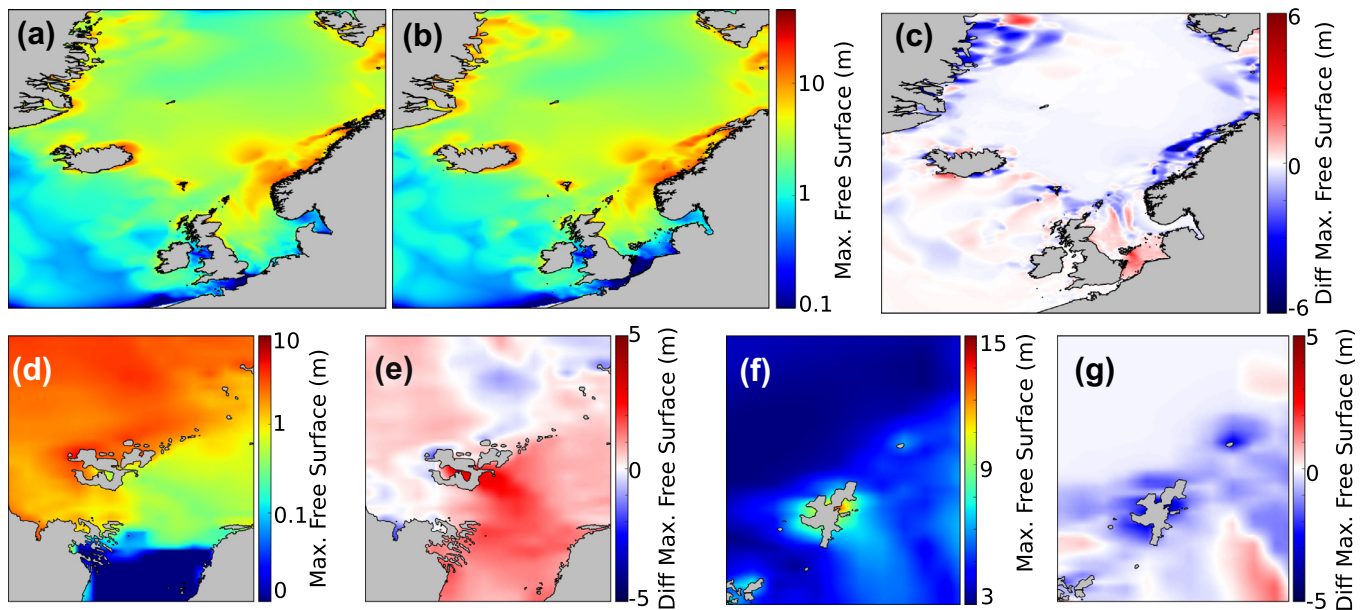 (a)
(b)
10
1
0.1
Max. Free Surface (m)
(c)
6
0
-6
Diff Max. Free Surface (m)
(d)
10
1
0.1
0
Max. Free Surface (m)
(e)
5
0
-5
Diff Max. Free Surface (m)
(f)
15
9
3
Max. Free Surface (m)
(g)
5
0
-5
Diff Max. Free Surface (m)